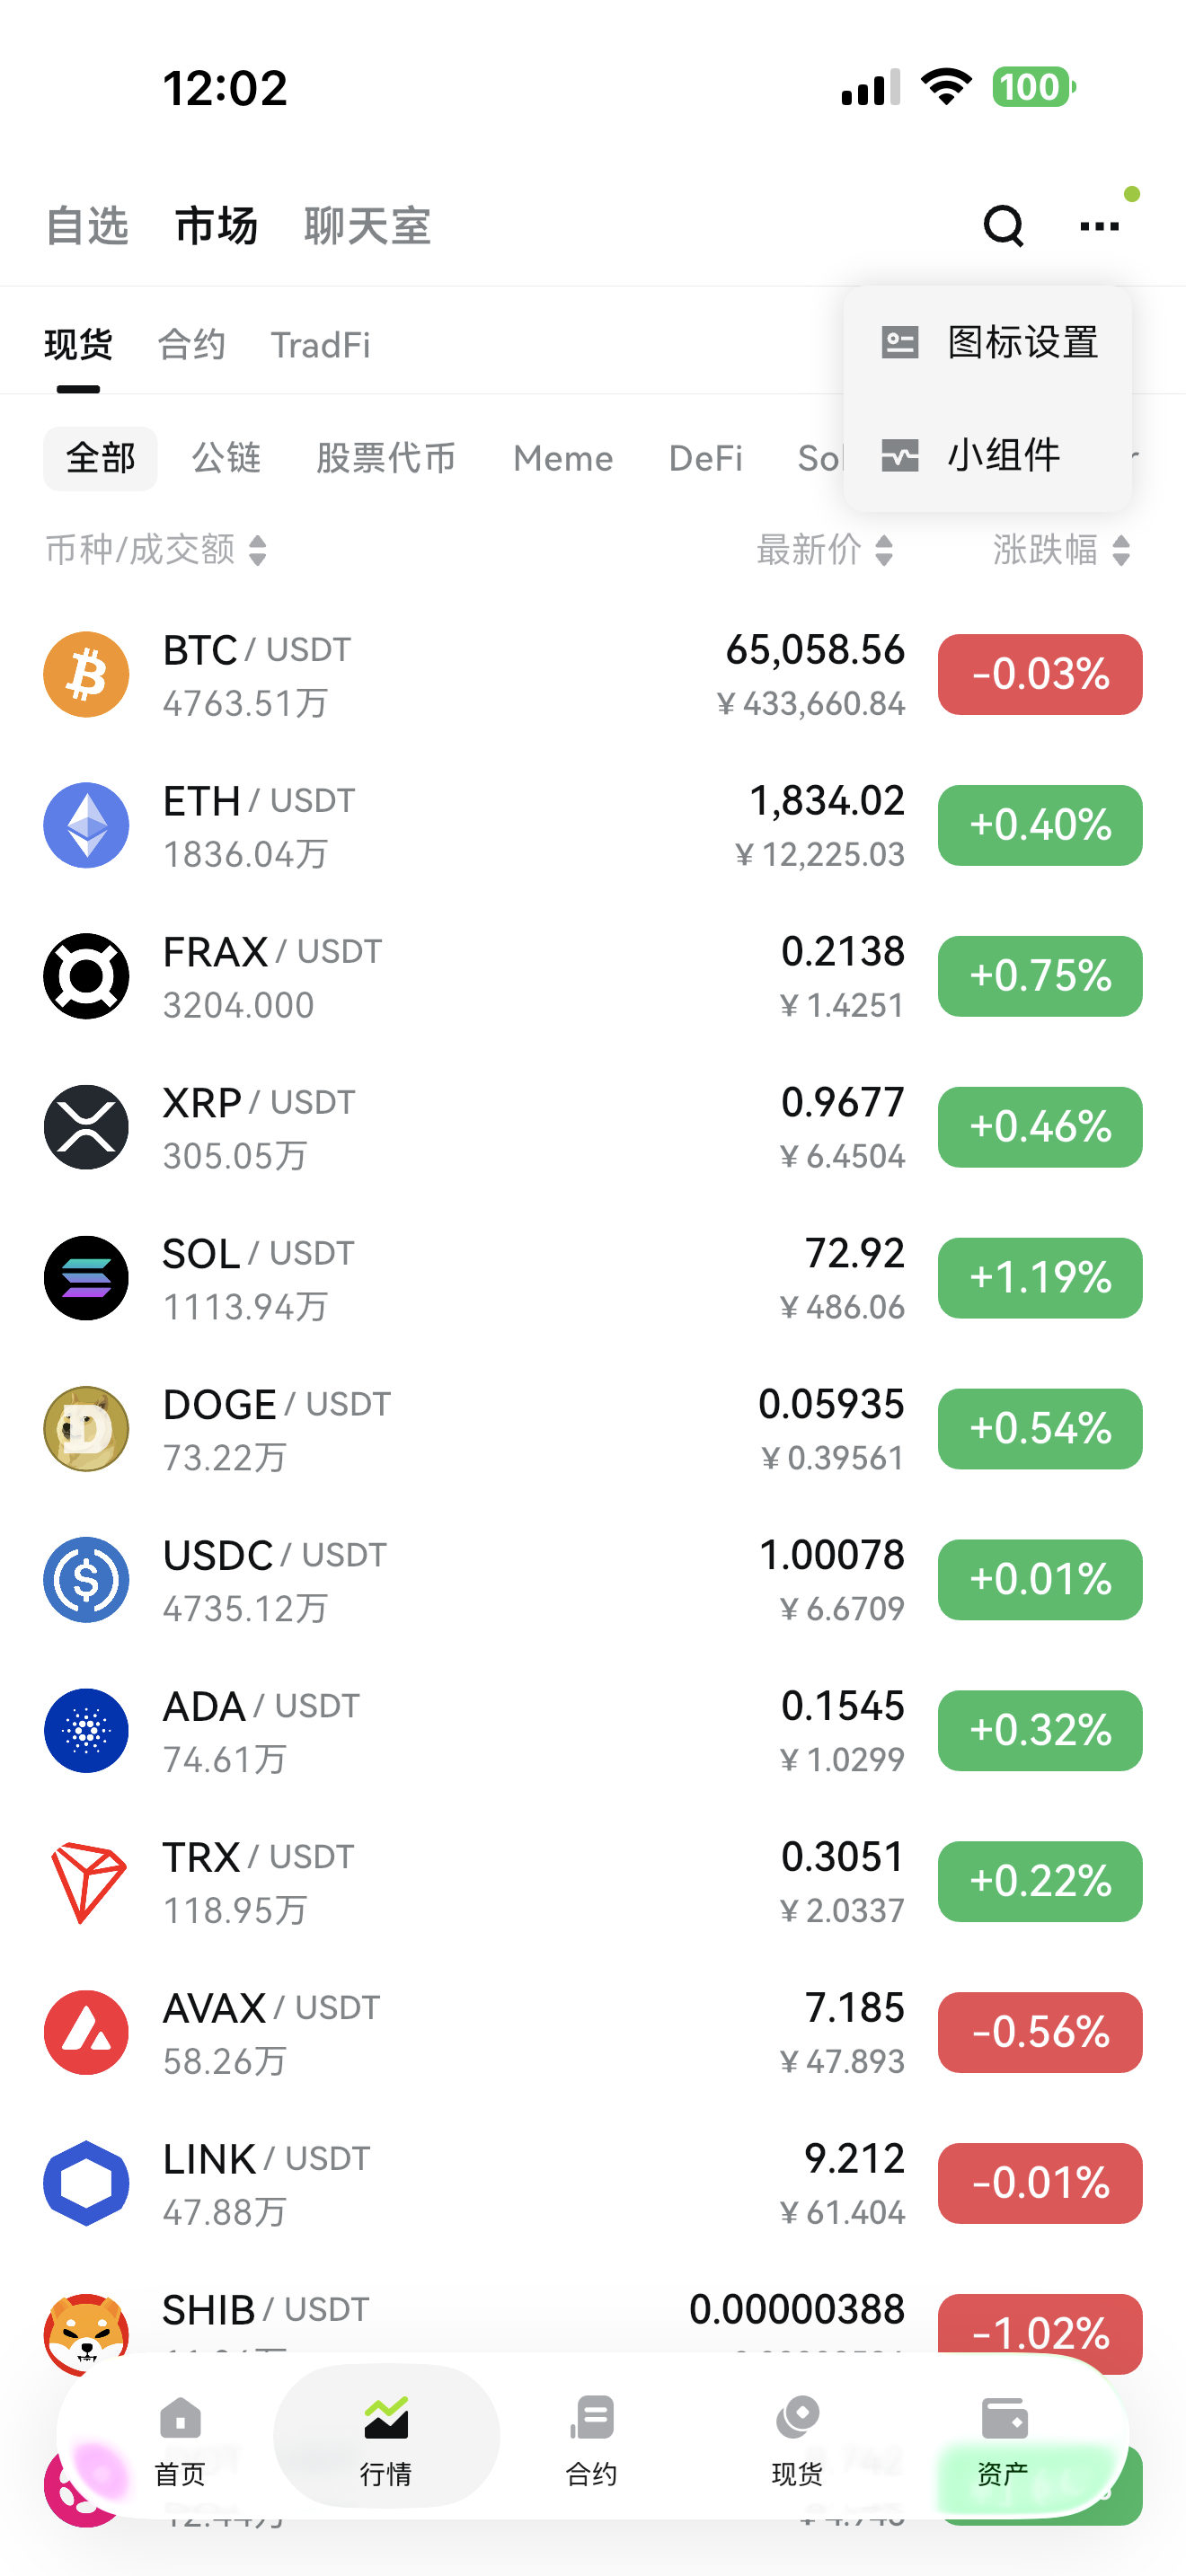 12:02
100
自选 市场 聊天室
现货 合约 TradFi
图标设置
小组件
全部 公链 股票代币 Meme DeFi
币种/成交额 最新价 涨跌幅
BTC / USDT 65,058.56 -0.03%
4763.51万 ¥ 433,660.84
ETH / USDT 1,834.02 +0.40%
1836.04万 ¥ 12,225.03
FRAX / USDT 0.2138 +0.75%
3204.000 ¥ 1.4251
XRP / USDT 0.9677 +0.46%
305.05万 ¥ 6.4504
SOL / USDT 72.92 +1.19%
1113.94万 ¥ 486.06
DOGE / USDT 0.05935 +0.54%
73.22万 ¥ 0.39561
USDC / USDT 1.00078 +0.01%
4735.12万 ¥ 6.6709
ADA / USDT 0.1545 +0.32%
74.61万 ¥ 1.0299
TRX / USDT 0.3051 +0.22%
118.95万 ¥ 2.0337
AVAX / USDT 7.185 -0.56%
58.26万 ¥ 47.893
LINK / USDT 9.212 -0.01%
47.88万 ¥ 61.404
SHIB / USDT 0.00000388 -1.02%
首页 行情 合约 现货 资产